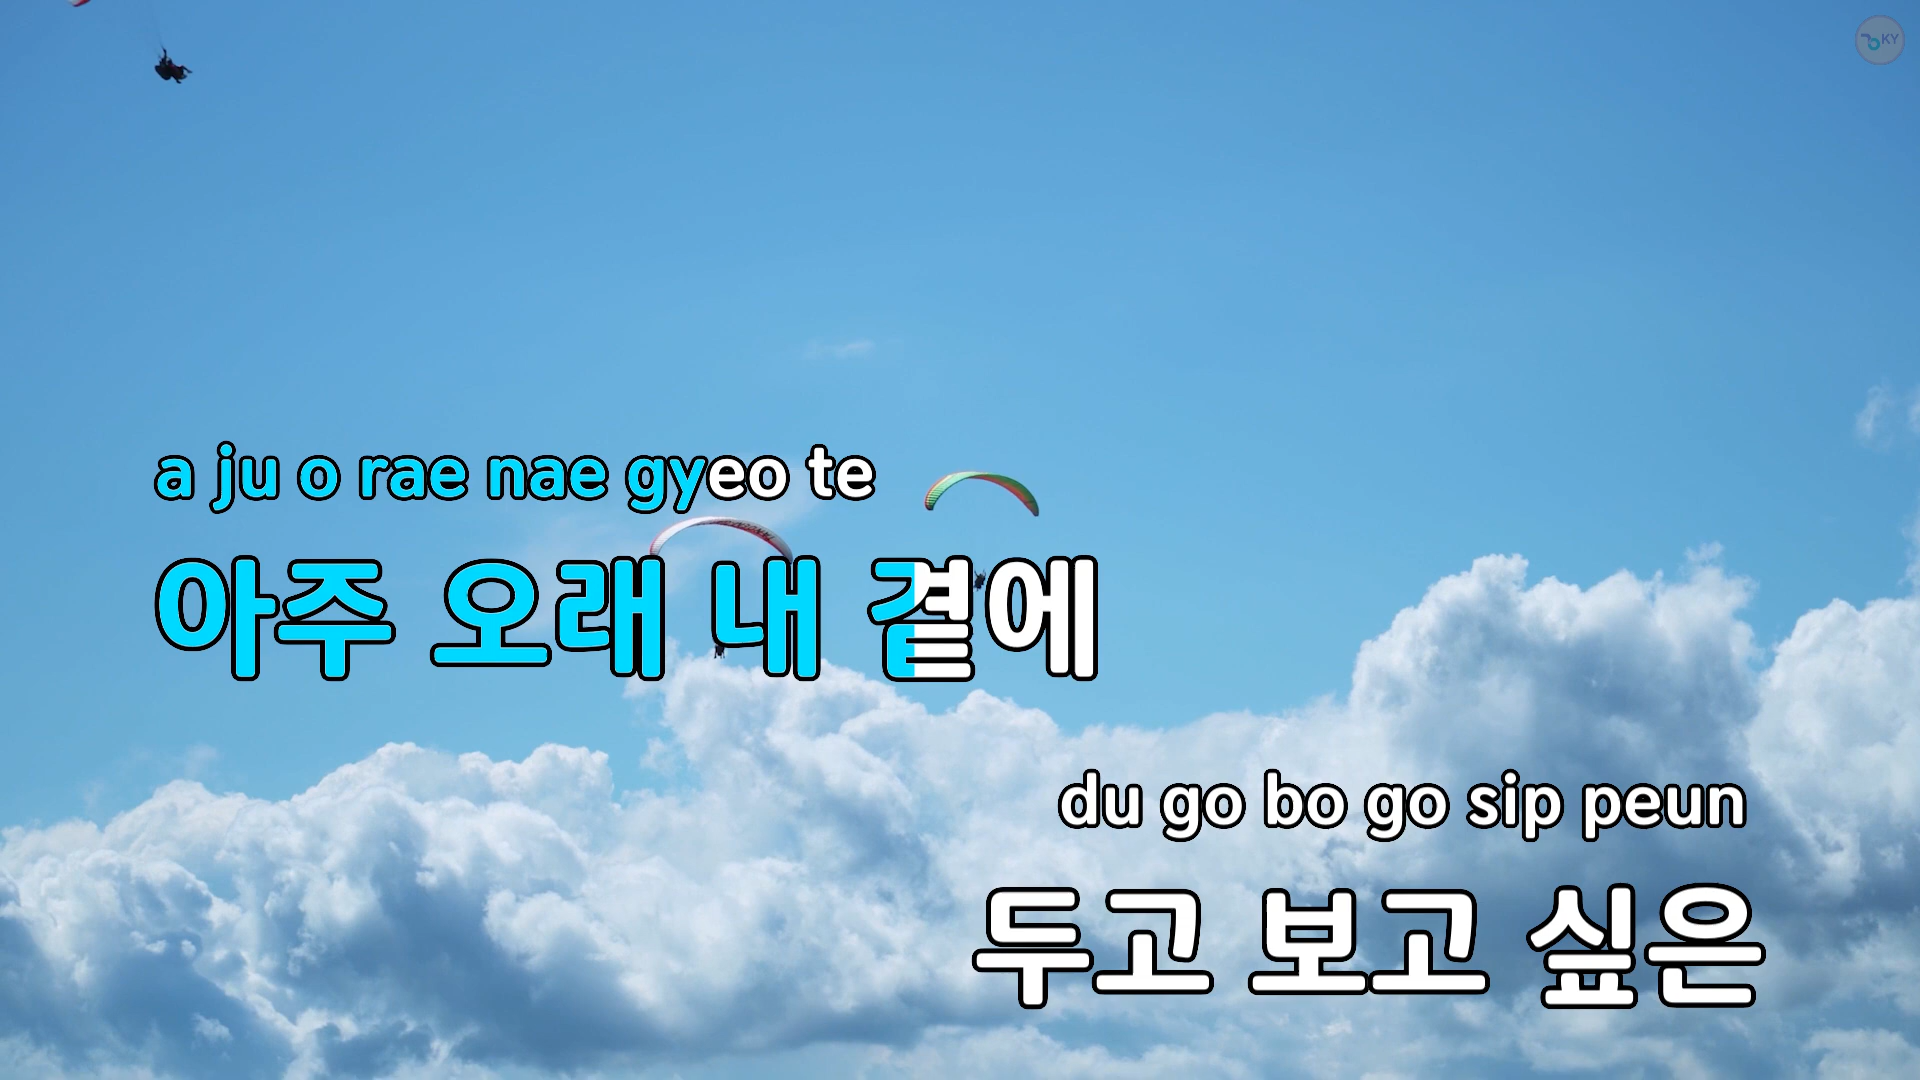 KY
a ju o rae nae gyeo te
아주 오래 내 곁에
du go bo go sip peun
두고 보고 싶은